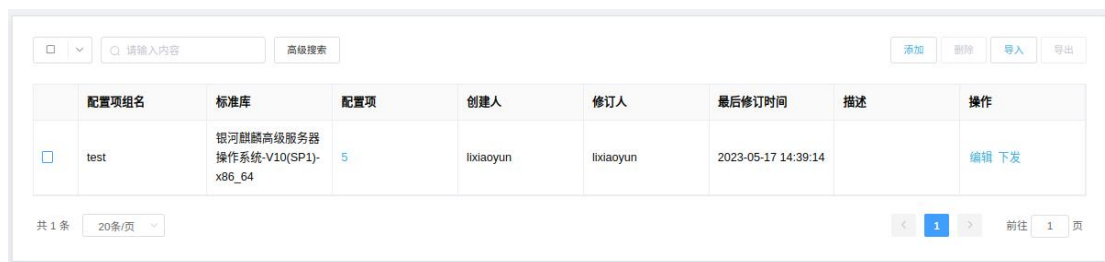 请输入内容 高级搜索 添加 删除 导入 导出
配置项组名 标准库 配置项 创建人 修订人 最后修订时间 描述 操作
银河麒麟高级服务器
test 操作系统-V10(SP1)- 5 lixiaoyun lixiaoyun 2023-05-17 14:39:14 编辑 下发
x86_64
共 1 条 20条/页 1 前往 1 页